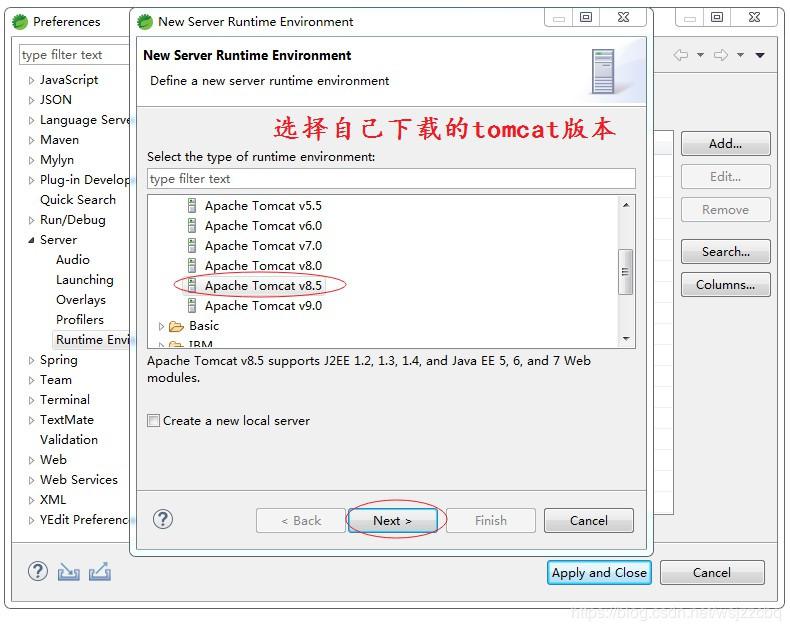 Preferences
New Server Runtime Environment
type filter text
JavaScript
JSON
Language Serve
Maven
Mylyn
Plug-in Develop
Quick Search
Run/Debug
Server
Audio
Launching
Overlays
Profilers
Runtime Envi
Spring
Team
Terminal
TextMate
Validation
Web
Web Services
XML
YEdit Preferenc
New Server Runtime Environment
Define a new server runtime environment
选择自己下载的tomcat版本
Select the type of runtime environment:
type filter text
Apache Tomcat v5.5
Apache Tomcat v6.0
Apache Tomcat v7.0
Apache Tomcat v8.0
Apache Tomcat v8.5
Apache Tomcat v9.0
Basic
IBM
Apache Tomcat v8.5 supports J2EE 1.2, 1.3, 1.4, and Java EE 5, 6, and 7 Web
modules.
Create a new local server
< Back
Next >
Finish
Cancel
Add...
Edit...
Remove
Search...
Columns...
Apply and Close
Cancel
https://blog.csdn.net/wsjzzcbq